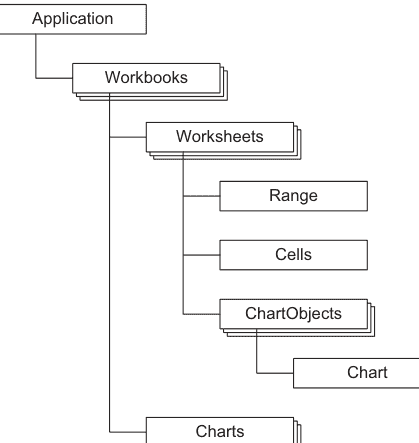 Application
Workbooks
Worksheets
Range
Cells
ChartObjects
Chart
Charts